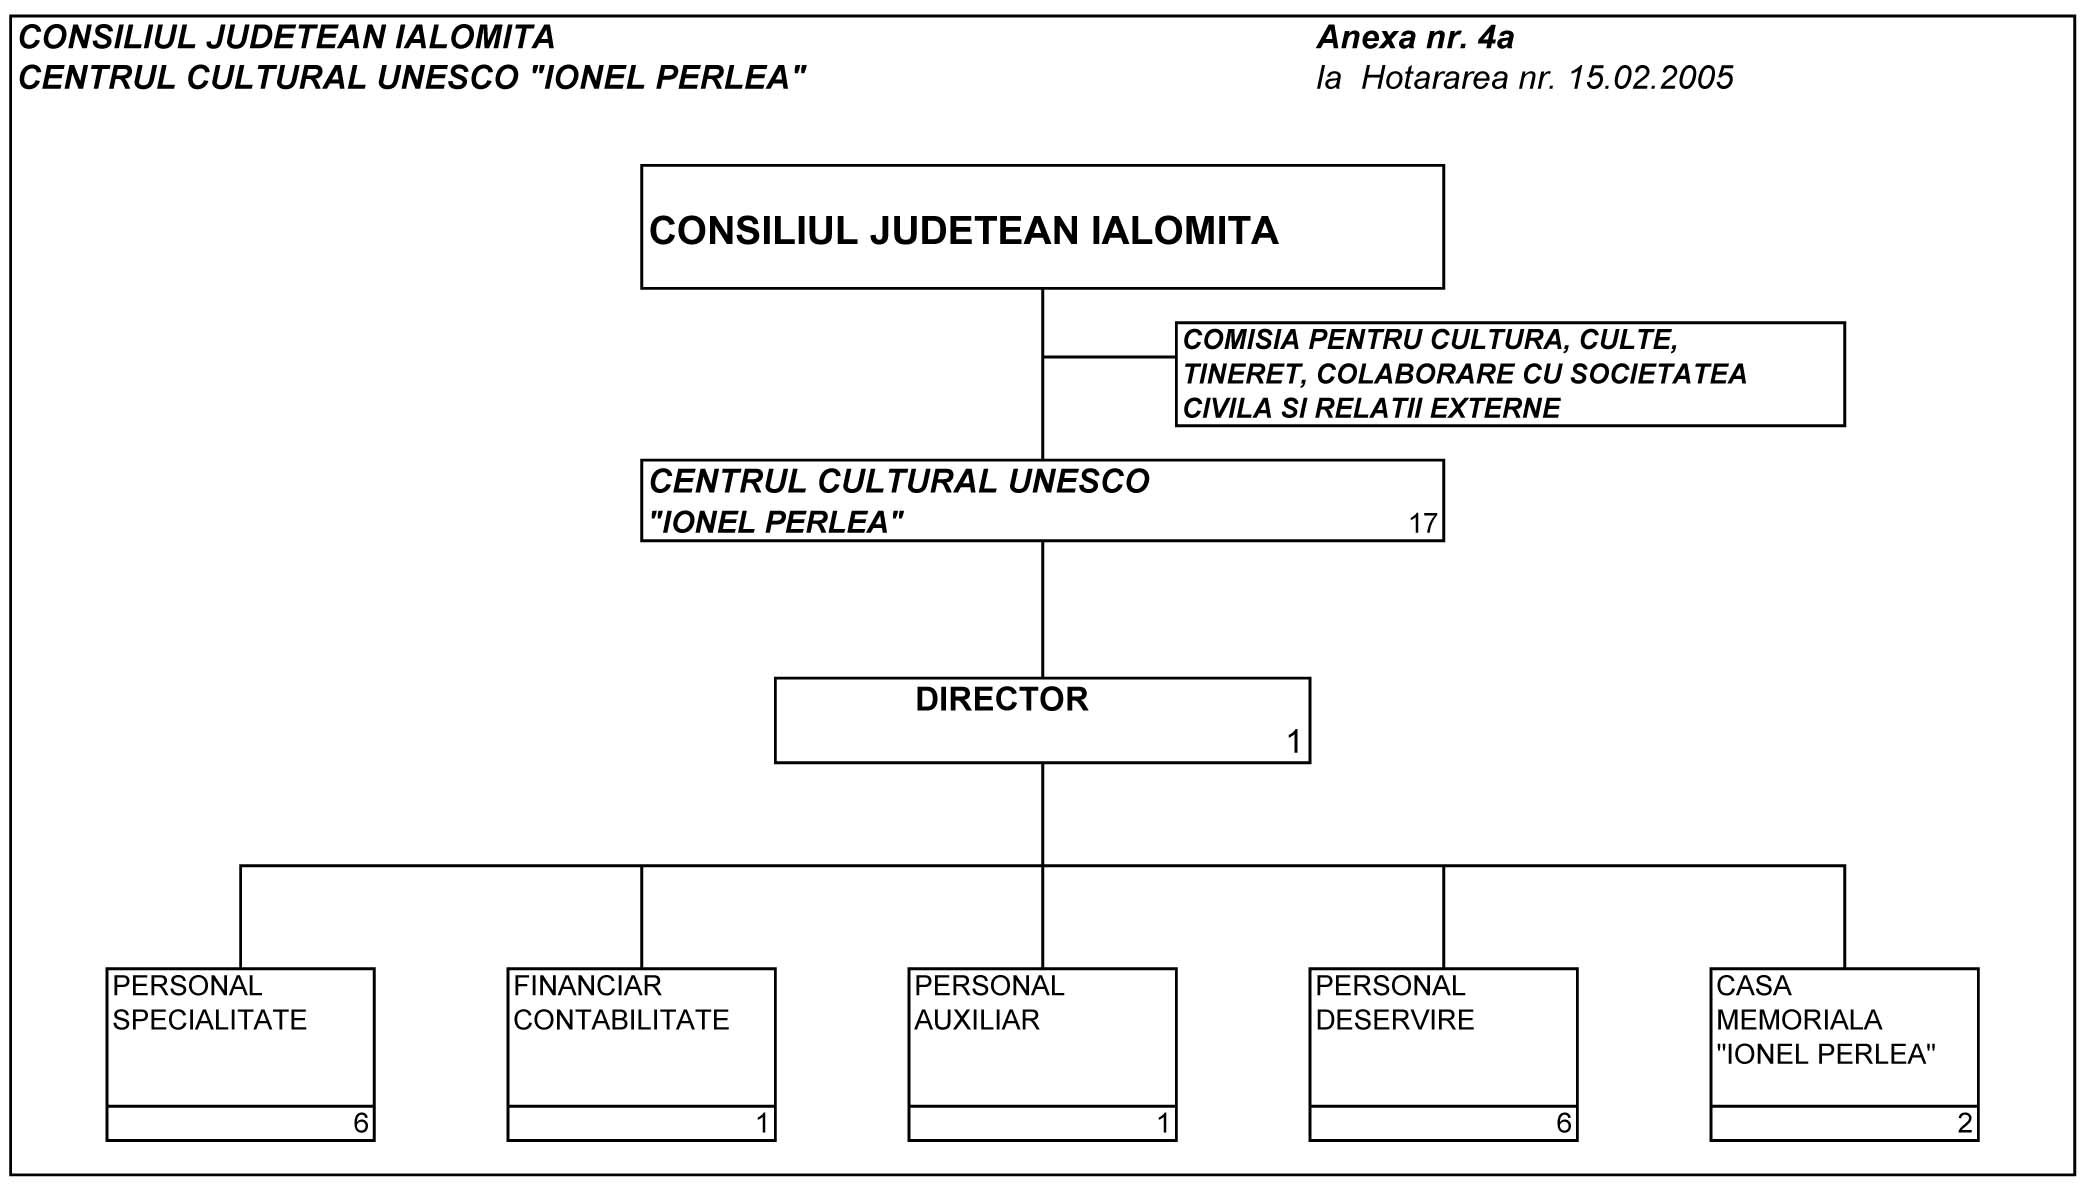 CONSILIUL JUDETEAN IALOMITA
CENTRUL CULTURAL UNESCO "IONEL PERLEA"
Anexa nr. 4a
la Hotararea nr. 15.02.2005
CONSILIUL JUDETEAN IALOMITA
COMISIA PENTRU CULTURA, CULTE,
TINERET, COLABORARE CU SOCIETATEA
CIVILA SI RELATII EXTERNE
CENTRUL CULTURAL UNESCO
"IONEL PERLEA" 17
DIRECTOR
1
PERSONAL
SPECIALITATE
6
FINANCIAR
CONTABILITATE
1
PERSONAL
AUXILIAR
1
PERSONAL
DESERVIRE
6
CASA
MEMORIALA
"IONEL PERLEA"
2